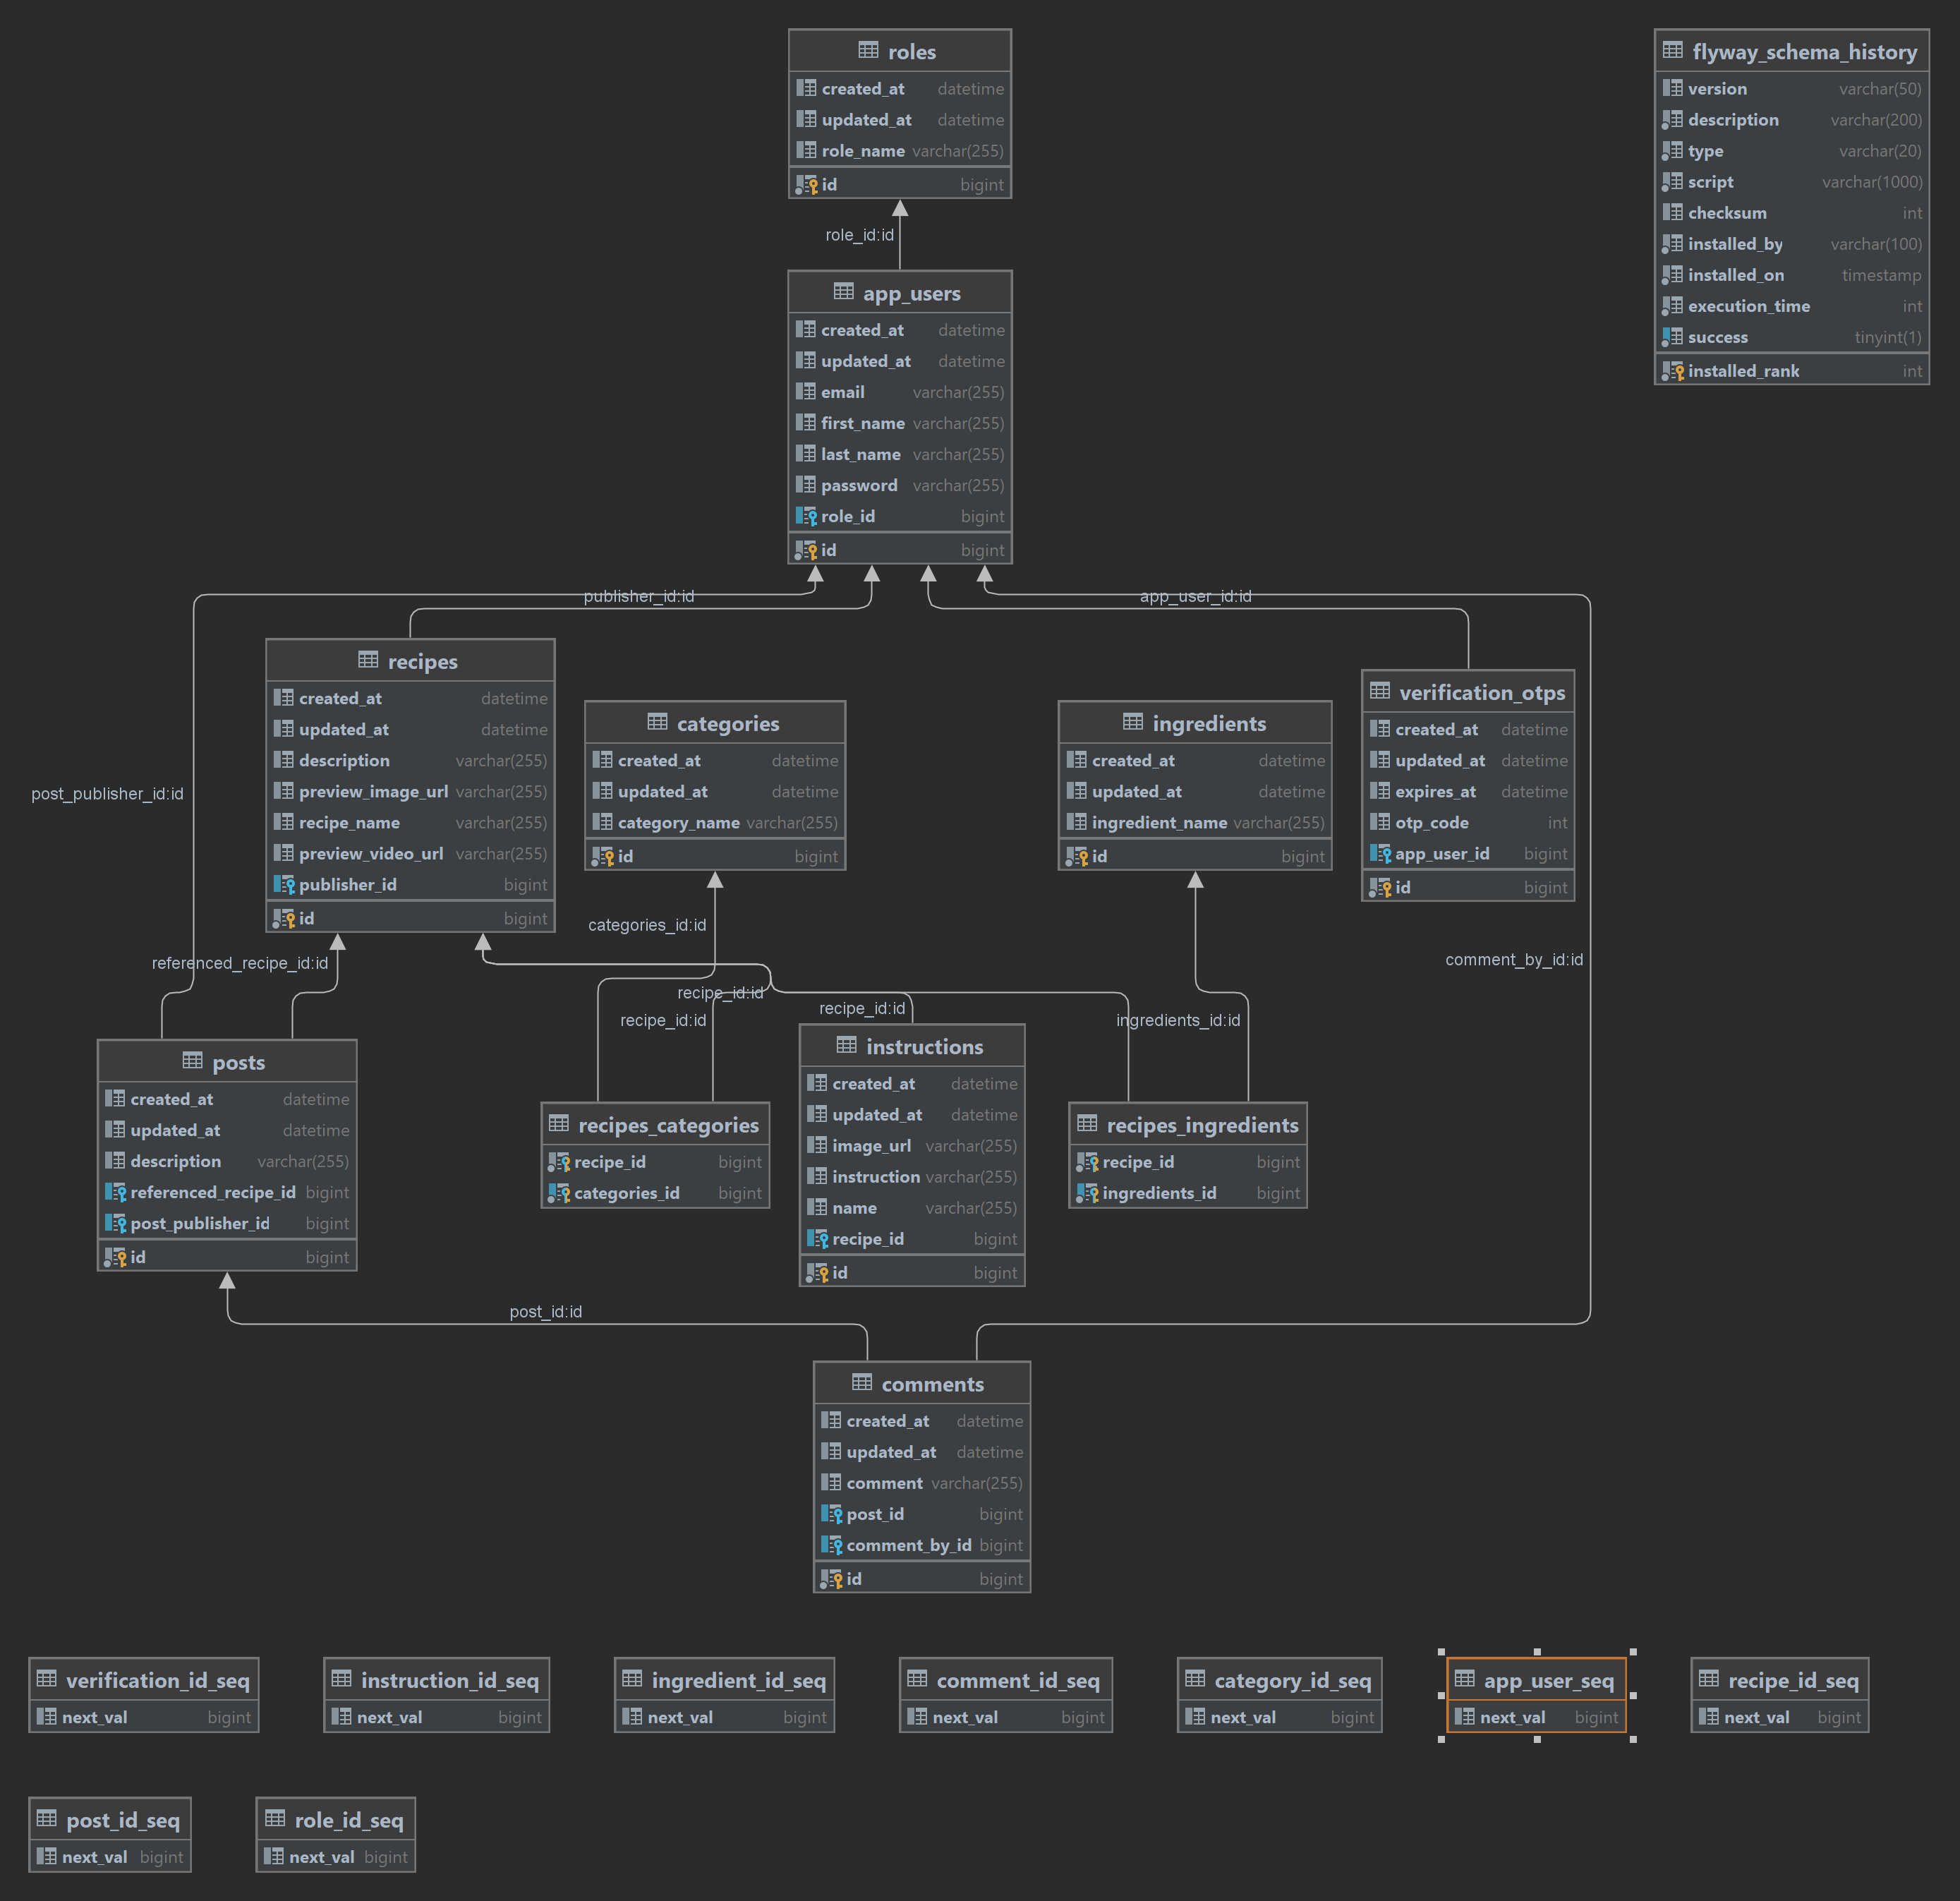 roles
created_at datetime
updated_at datetime
role_name varchar(255)
id bigint
flyway_schema_history
version varchar(50)
description varchar(200)
type varchar(20)
script varchar(1000)
checksum int
installed_by varchar(100)
installed_on timestamp
execution_time int
success tinyint(1)
installed_rank int
role_id:id
app_users
created_at datetime
updated_at datetime
email varchar(255)
first_name varchar(255)
last_name varchar(255)
password varchar(255)
role_id bigint
id bigint
publisher_id:id
app_user_id:id
recipes
created_at datetime
updated_at datetime
description varchar(255)
preview_image_url varchar(255)
recipe_name varchar(255)
preview_video_url varchar(255)
publisher_id bigint
id bigint
categories
created_at datetime
updated_at datetime
category_name varchar(255)
id bigint
ingredients
created_at datetime
updated_at datetime
ingredient_name varchar(255)
id bigint
verification_otps
created_at datetime
updated_at datetime
expires_at datetime
otp_code int
app_user_id bigint
id bigint
post_publisher_id:id
categories_id:id
referenced_recipe_id:id
comment_by_id:id
recipe_id:id
recipe_id:id
recipe_id:id
ingredients_id:id
posts
created_at datetime
updated_at datetime
description varchar(255)
referenced_recipe_id bigint
post_publisher_id bigint
id bigint
recipes_categories
recipe_id bigint
categories_id bigint
instructions
created_at datetime
updated_at datetime
image_url varchar(255)
instruction varchar(255)
name varchar(255)
recipe_id bigint
id bigint
recipes_ingredients
recipe_id bigint
ingredients_id bigint
post_id:id
comments
created_at datetime
updated_at datetime
comment varchar(255)
post_id bigint
comment_by_id bigint
id bigint
verification_id_seq
next_val bigint
instruction_id_seq
next_val bigint
ingredient_id_seq
next_val bigint
comment_id_seq
next_val bigint
category_id_seq
next_val bigint
app_user_seq
next_val bigint
recipe_id_seq
next_val bigint
post_id_seq
next_val bigint
role_id_seq
next_val bigint